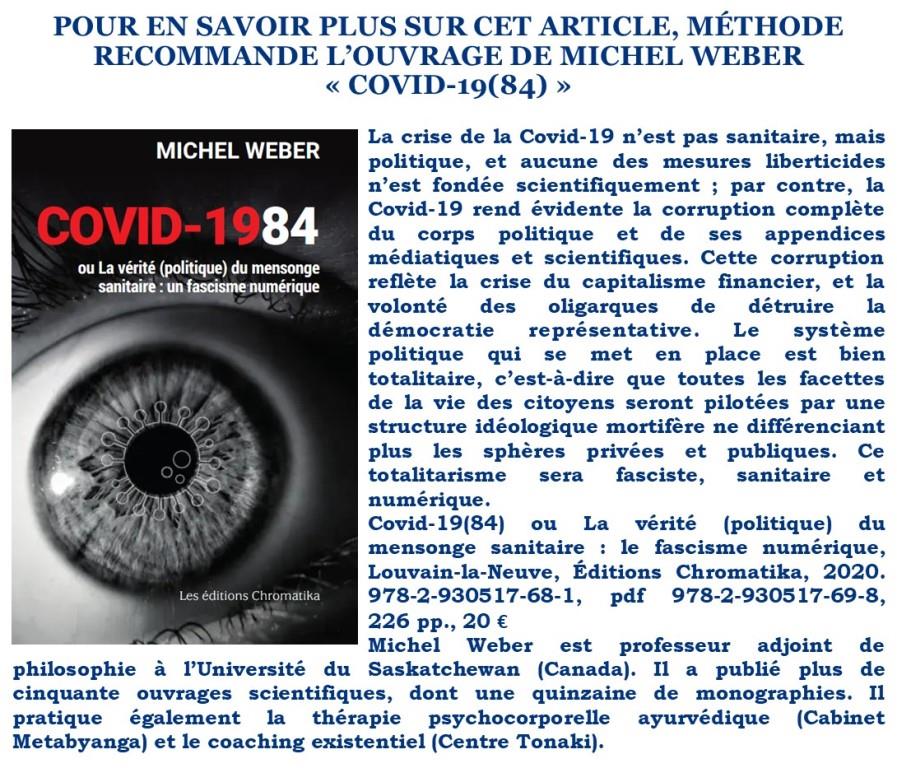 POUR EN SAVOIR PLUS SUR CET ARTICLE, MÉTHODE
RECOMMANDE L’OUVRAGE DE MICHEL WEBER
« COVID-19(84) »
MICHEL WEBER
COVID-1984
ou La vérité (politique) du mensonge
sanitaire : un fascisme numérique
Les éditions Chromatika
La crise de la Covid-19 n’est pas sanitaire, mais
politique, et aucune des mesures liberticides
n’est fondée scientifiquement ; par contre, la
Covid-19 rend évidente la corruption complète
du corps politique et de ses appendices
médiatiques et scientifiques. Cette corruption
reflète la crise du capitalisme financier, et la
volonté des oligarques de détruire la
démocratie représentative. Le système
politique qui se met en place est bien
totalitaire, c’est-à-dire que toutes les facettes
de la vie des citoyens seront pilotées par une
structure idéologique mortifère ne différenciant
plus les sphères privées et publiques. Ce
totalitarisme sera fasciste, sanitaire et
numérique.
Covid-19(84) ou La vérité (politique) du
mensonge sanitaire : le fascisme numérique,
Louvain-la-Neuve, Éditions Chromatika, 2020.
978-2-930517-68-1, pdf 978-2-930517-69-8,
226 pp., 20 €
Michel Weber est professeur adjoint de
philosophie à l’Université du Saskatchewan (Canada). Il a publié plus de
cinquante ouvrages scientifiques, dont une quinzaine de monographies. Il
pratique également la thérapie psychocorporelle ayurvédique (Cabinet
Metabyanga) et le coaching existentiel (Centre Tonaki).